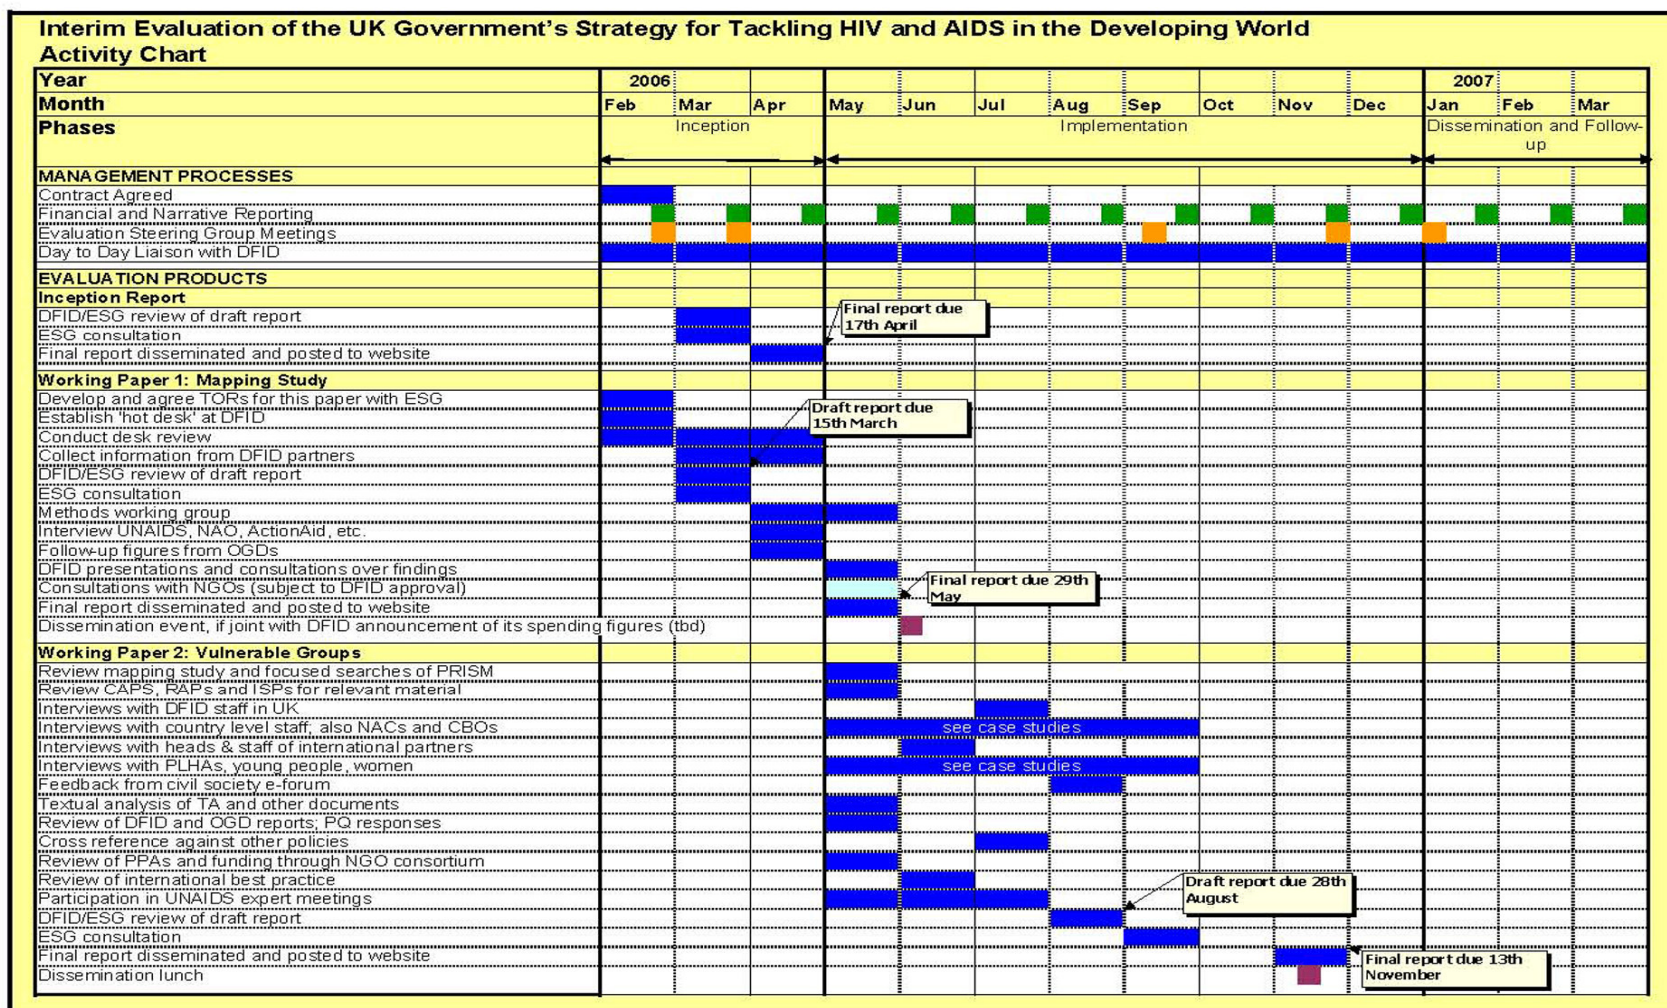 Interim Evaluation of the UK Government's Strategy for Tackling HIV and AIDS in the Developing World
Activity Chart
Year 2006 2007
Month Feb Mar Apr May Jun Jul Aug Sep Oct Nov Dec Jan Feb Mar
Phases Inception Implementation Dissemination and Follow-
up
MANAGEMENT PROCESSES
Contract Agreed
Financial and Narrative Reporting
Evaluation Steering Group Meetings
Day to Day Liaison with DFID
EVALUATION PRODUCTS
Inception Report
DFID/ESG review of draft report
ESG consultation
Final report disseminated and posted to website
Final report due
17th April
Working Paper 1: Mapping Study
Develop and agree TORs for this paper with ESG
Establish 'hot desk' at DFID
Conduct desk review
Collect information from DFID partners
DFID/ESG review of draft report
ESG consultation
Methods working group
Interview UNAIDS, NAO, ActionAid, etc.
Follow-up figures from OGDs
DFID presentations and consultations over findings
Consultations with NGOs (subject to DFID approval)
Final report disseminated and posted to website
Dissemination event, if joint with DFID announcement of its spending figures (tbd)
Draft report due
15th March
Final report due 29th
May
Working Paper 2: Vulnerable Groups
Review mapping study and focused searches of PRISM
Review CAPS, RAPs and ISPs for relevant material
Interviews with DFID staff in UK
Interviews with country level staff; also NACs and CBOs see case studies
Interviews with heads & staff of international partners
Interviews with PLHAs, young people, women see case studies
Feedback from civil society e-forum
Textual analysis of TA and other documents
Review of DFID and OGD reports; PQ responses
Cross reference against other policies
Review of PPAs and funding through NGO consortium
Review of international best practice
Participation in UNAIDS expert meetings
DFID/ESG review of draft report
ESG consultation
Final report disseminated and posted to website
Dissemination lunch
Draft report due 28th
August
Final report due 13th
November